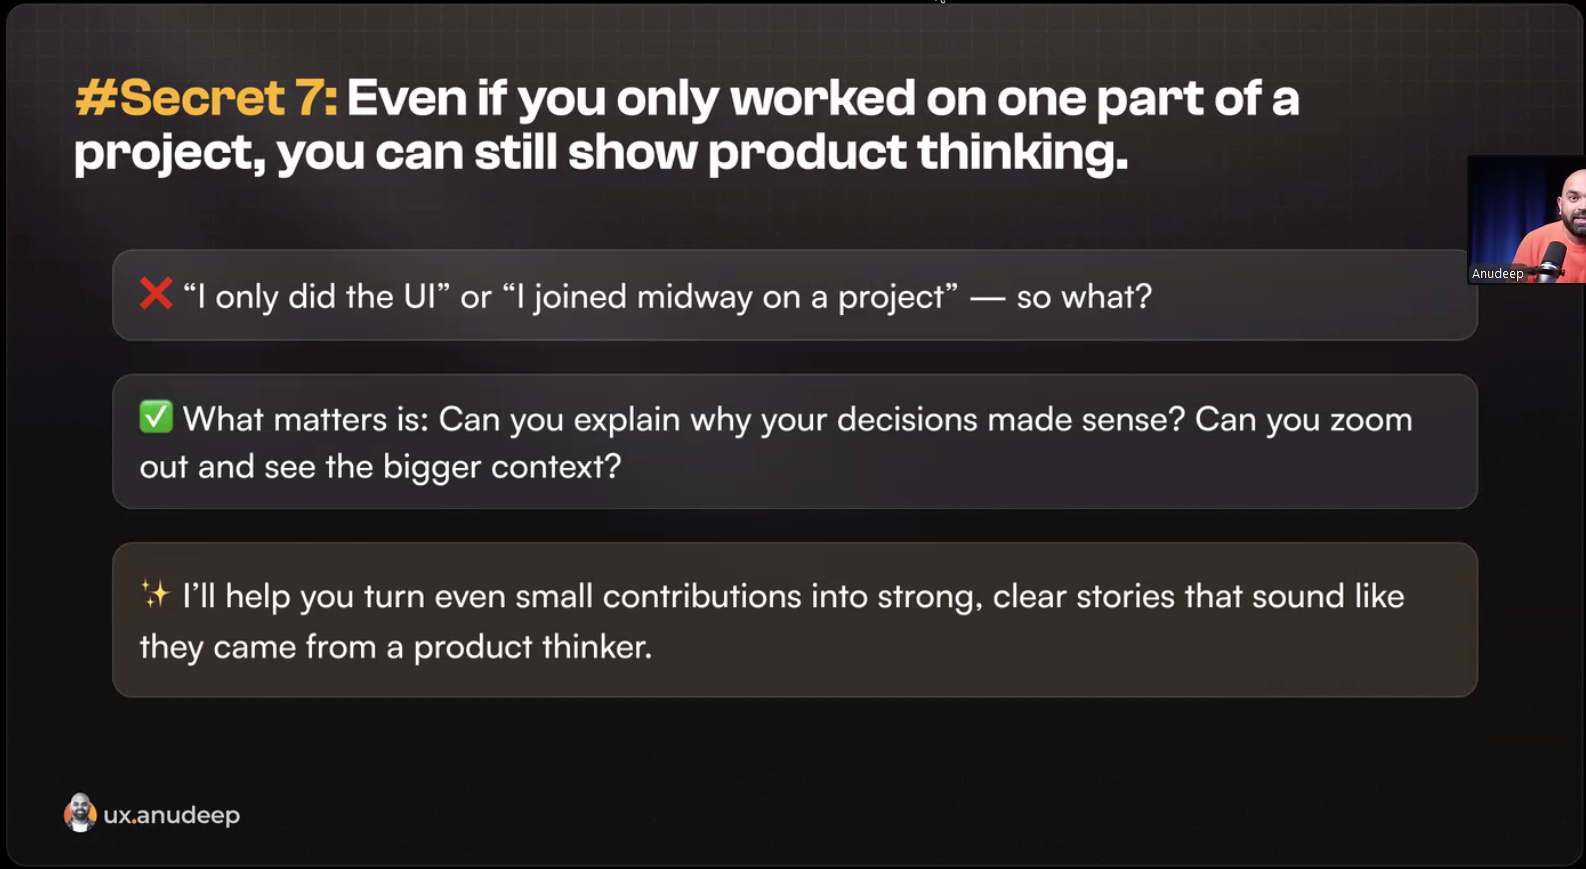 #Secret 7: Even if you only worked on one part of a
project, you can still show product thinking.
❌ “I only did the UI” or “I joined midway on a project” — so what?
✅ What matters is: Can you explain why your decisions made sense? Can you zoom
out and see the bigger context?
✨ I’ll help you turn even small contributions into strong, clear stories that sound like
they came from a product thinker.
Anudeep
ux.anudeep